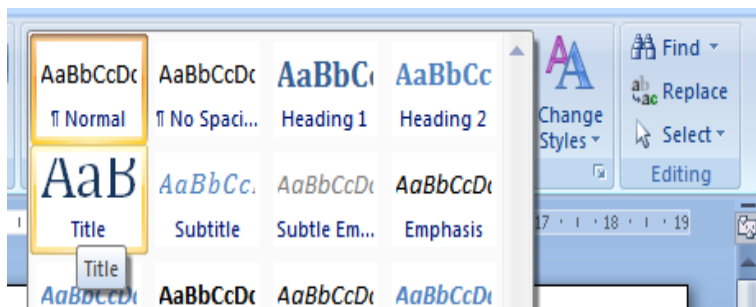 AaBbCcDc AaBbCcDc AaBbC AaBbCc
¶ Normal ¶ No Spaci... Heading 1 Heading 2
Change
Styles
Find
Replace
Select
Editing
AaB AaBbCc. AaBbCcDc AaBbCcDc
Title Subtitle Subtle Em... Emphasis
17 18 19
Title
AaBbCcDc AaBbCcDc AaBbCcDc AaBbCcDc